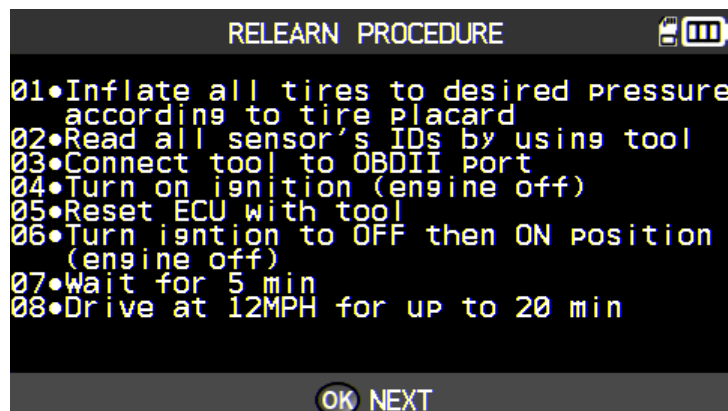 RELEARN PROCEDURE
01•Inflate all tires to desired pressure
according to tire placard
02•Read all sensor's IDs by using tool
03•Connect tool to OBDII port
04•Turn on ignition (engine off)
05•Reset ECU with tool
06•Turn igntion to OFF then ON position
(engine off)
07•Wait for 5 min
08•Drive at 12MPH for up to 20 min
OK NEXT